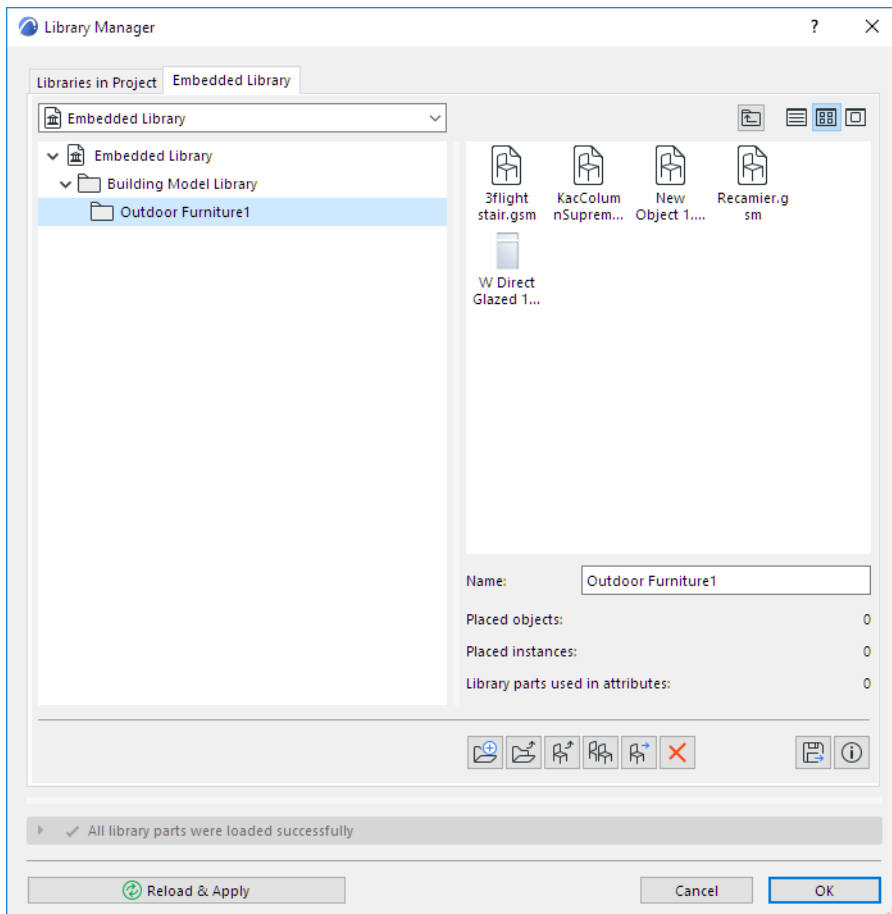 Library Manager
?
Libraries in Project
Embedded Library
Embedded Library
Embedded Library
Building Model Library
Outdoor Furniture1
3flight
stair.gsm
KacColum
nSuprem...
New
Object 1....
Recamier.g
sm
W Direct
Glazed 1...
Name: Outdoor Furniture1
Placed objects: 0
Placed instances: 0
Library parts used in attributes: 0
All library parts were loaded successfully
Reload & Apply
Cancel
OK